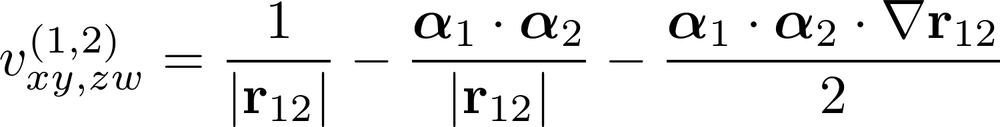 $v_{xy,zw}^{(1,2)} = \frac{1}{|\mathbf{r}_{12}|} - \frac{\boldsymbol{\alpha}_1 \cdot \boldsymbol{\alpha}_2}{|\mathbf{r}_{12}|} - \frac{\boldsymbol{\alpha}_1 \cdot \boldsymbol{\alpha}_2 \cdot \nabla \mathbf{r}_{12}}{2}$